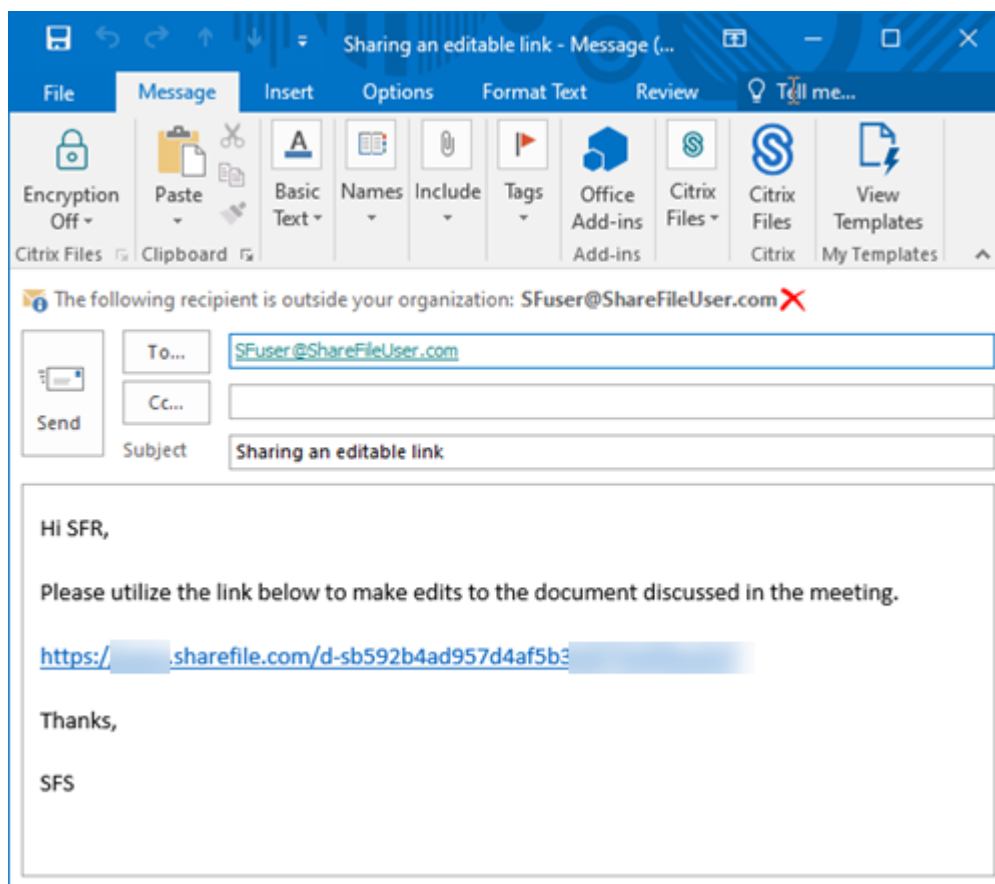 Sharing an editable link - Message (...
File Message Insert Options Format Text Review Tell me...
Encryption Off Paste Basic Text Names Include Tags Office Add-ins Citrix Files Citrix Files View Templates
Citrix Files Clipboard Add-ins Citrix My Templates
The following recipient is outside your organization: SFuser@ShareFileUser.com
To... SFuser@ShareFileUser.com
Cc...
Send
Subject Sharing an editable link
Hi SFR,
Please utilize the link below to make edits to the document discussed in the meeting.
https:/ .sharefile.com/d-sb592b4ad957d4af5b3
Thanks,
SFS